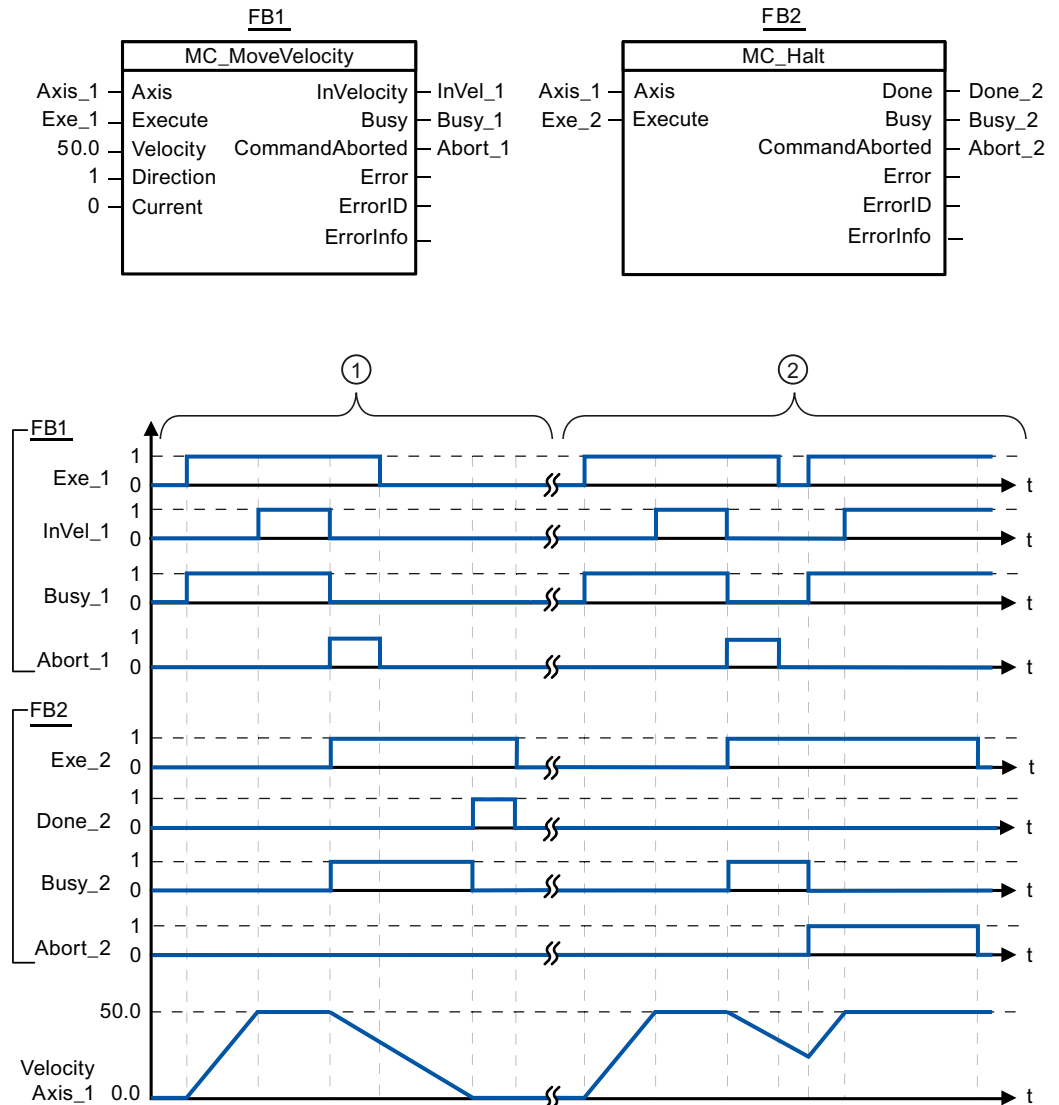 FB1 FB2
MC_MoveVelocity MC_Halt
Axis_1 Axis InVelocity InVel_1 Axis_1 Axis Done Done_2
Exe_1 Execute Busy Busy_1 Exe_2 Execute Busy Busy_2
50.0 Velocity CommandAborted Abort_1 CommandAborted Abort_2
1 Direction Error Error
0 Current ErrorID ErrorID
ErrorInfo ErrorInfo
1 2
FB1
1
Exe_1 0 t
1
InVel_1 0 t
1
Busy_1 0 t
1
Abort_1 0 t
FB2
1
Exe_2 0 t
1
Done_2 0 t
1
Busy_2 0 t
1
Abort_2 0 t
50.0
Velocity
Axis_1 0.0 t